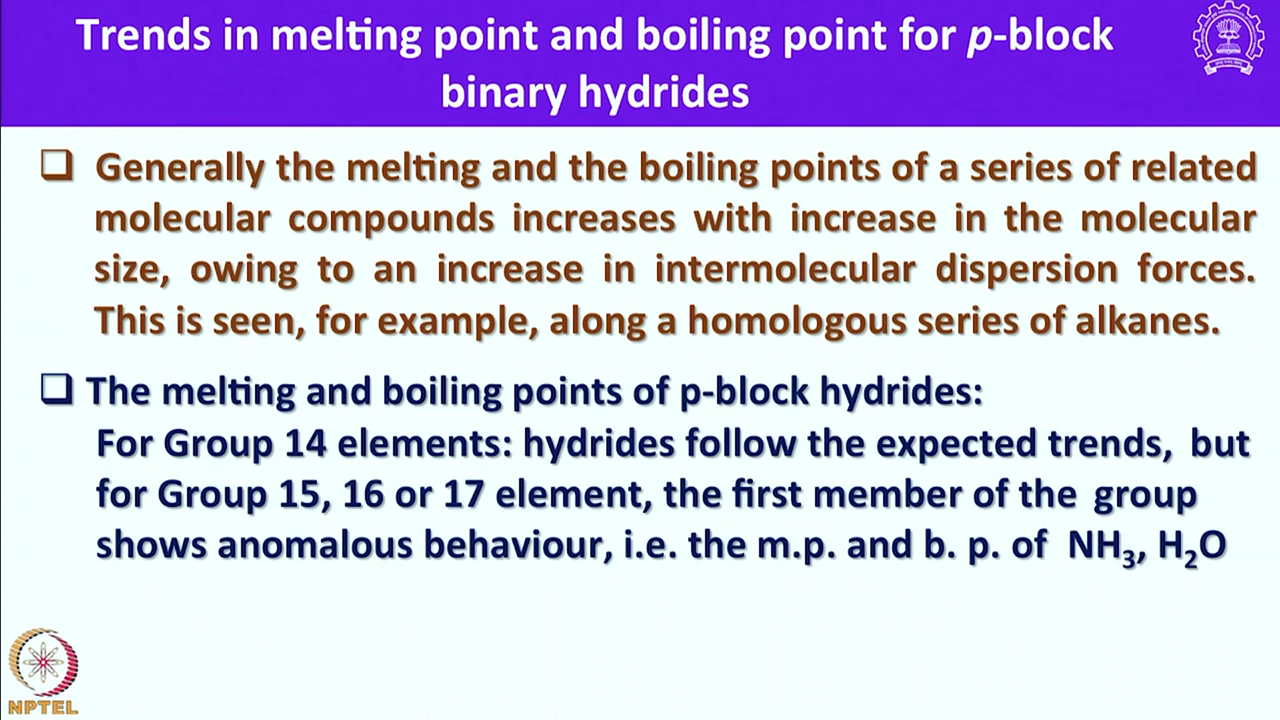 Trends in melting point and boiling point for p-block
binary hydrides
❑ Generally the melting and the boiling points of a series of related
molecular compounds increases with increase in the molecular
size, owing to an increase in intermolecular dispersion forces.
This is seen, for example, along a homologous series of alkanes.
❑ The melting and boiling points of p-block hydrides:
For Group 14 elements: hydrides follow the expected trends, but
for Group 15, 16 or 17 element, the first member of the group
shows anomalous behaviour, i.e. the m.p. and b. p. of NH₃, H₂O
NPTEL